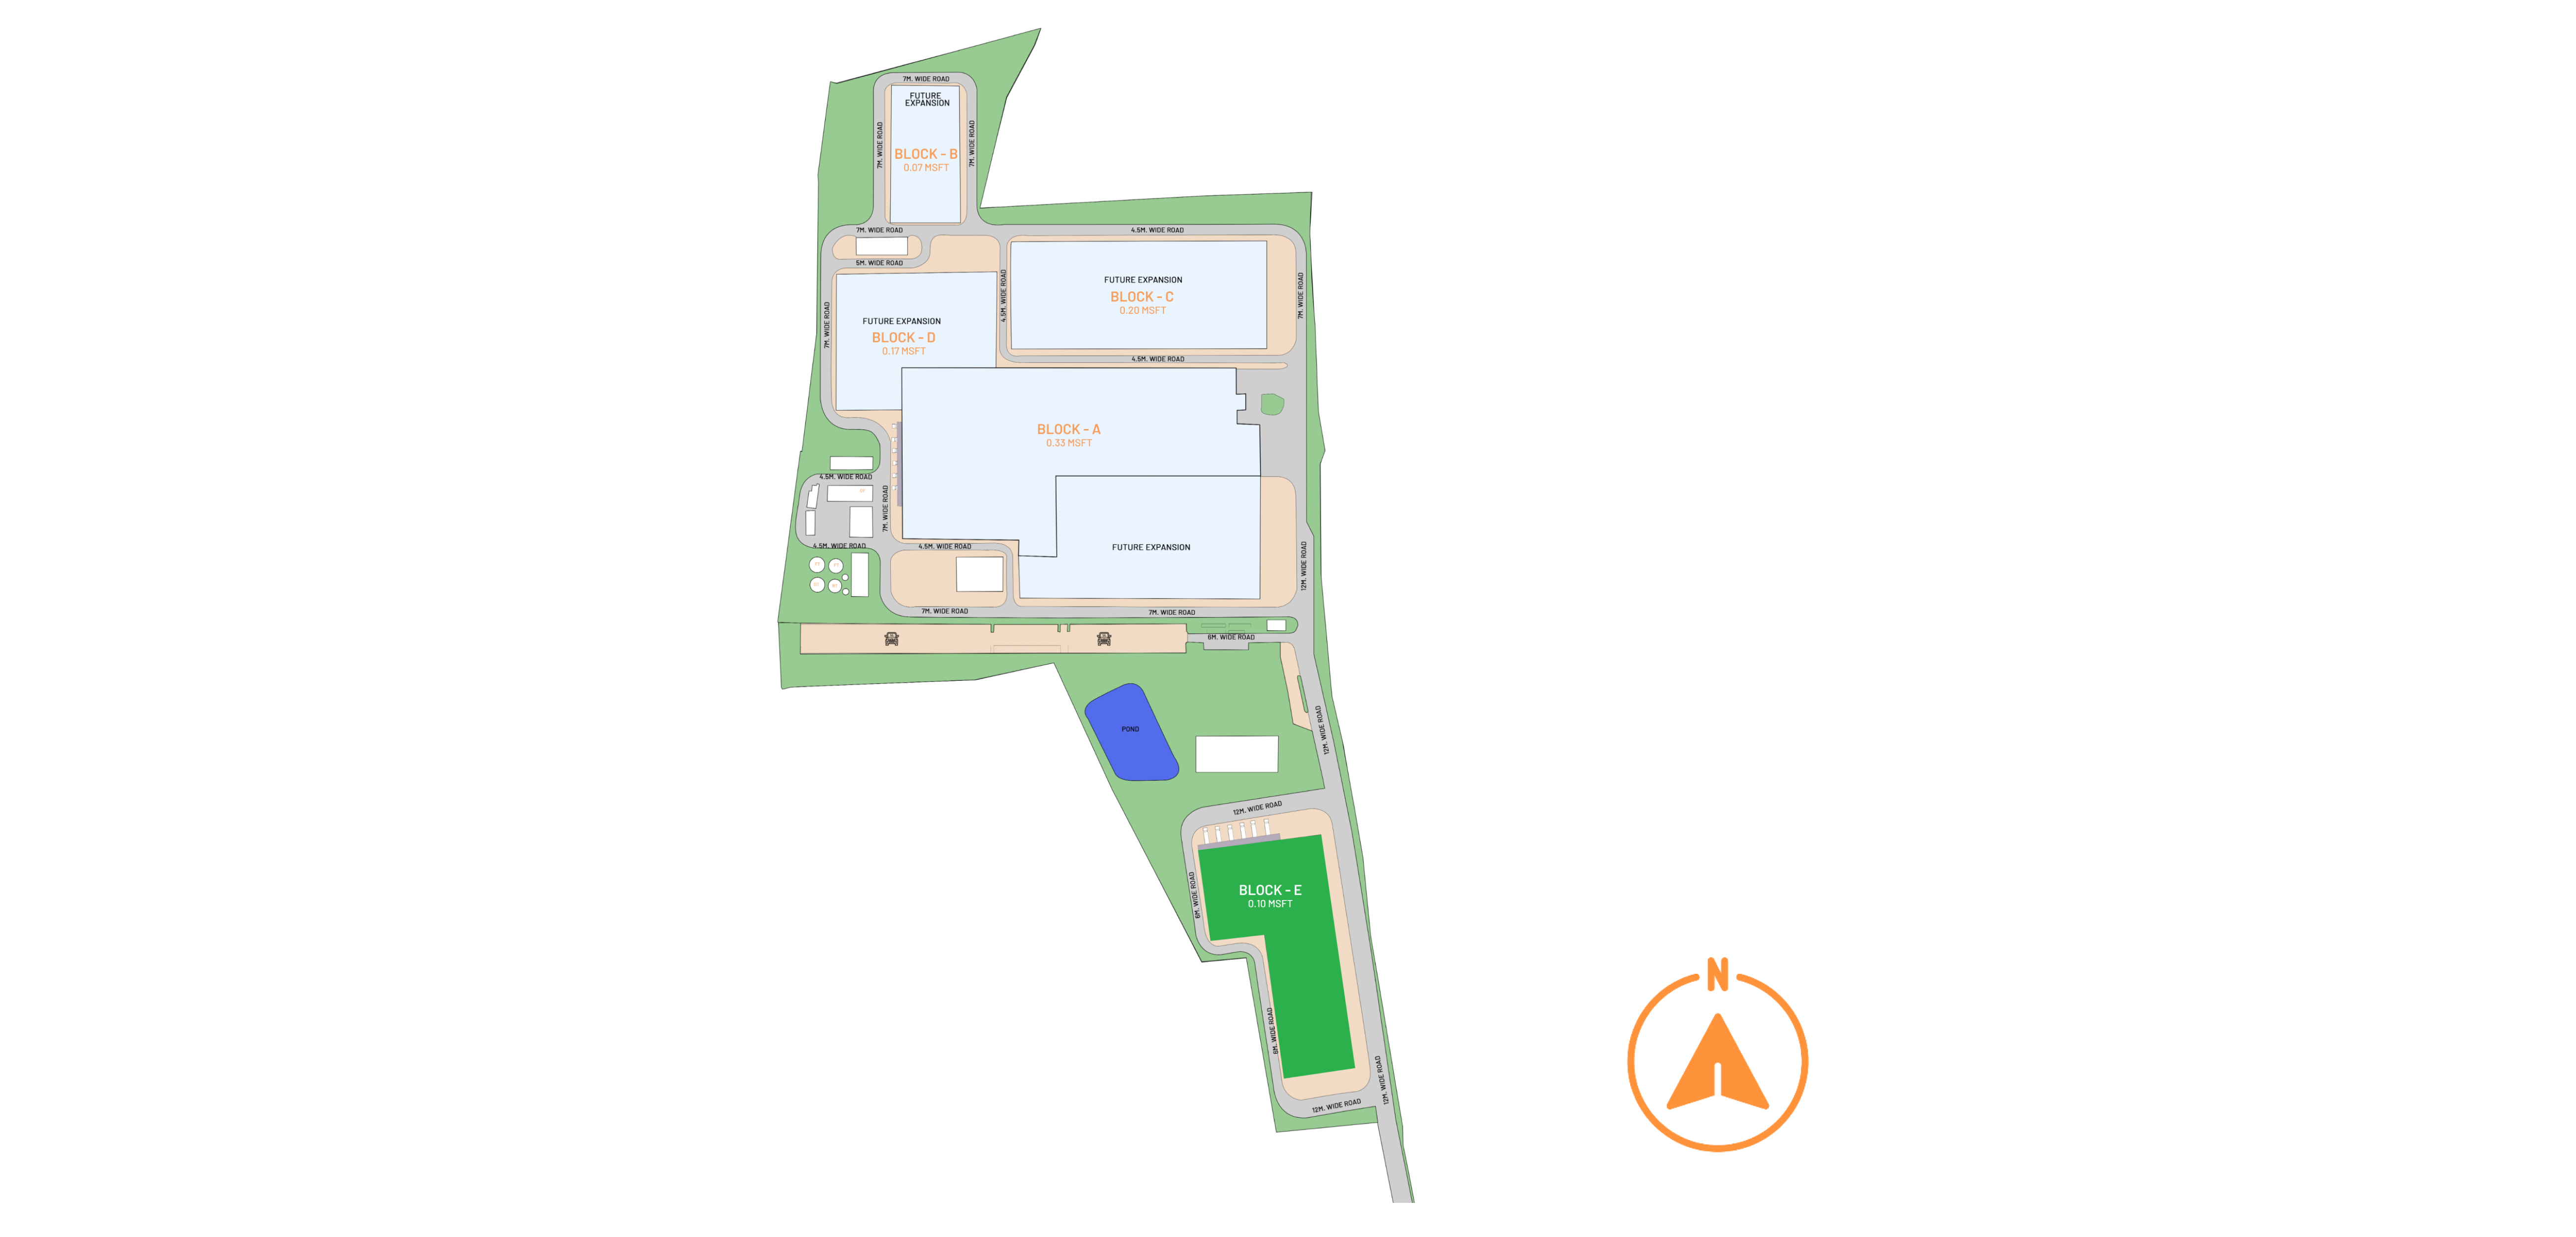 7M. WIDE ROAD
FUTURE
EXPANSION
7M. WIDE ROAD
7M. WIDE ROAD
BLOCK - B
0.07 MSFT
7M. WIDE ROAD
4.5M. WIDE ROAD
5M. WIDE ROAD
4.5M. WIDE ROAD
7M. WIDE ROAD
FUTURE EXPANSION
BLOCK - C
0.20 MSFT
7M. WIDE ROAD
FUTURE EXPANSION
BLOCK - D
0.17 MSFT
4.5M. WIDE ROAD
BLOCK - A
0.33 MSFT
4.5M. WIDE ROAD
7M. WIDE ROAD
4.5M. WIDE ROAD
4.5M. WIDE ROAD
FUTURE EXPANSION
12M. WIDE ROAD
7M. WIDE ROAD
7M. WIDE ROAD
6M. WIDE ROAD
12M. WIDE ROAD
POND
12M. WIDE ROAD
6M. WIDE ROAD
BLOCK - E
0.10 MSFT
6M. WIDE ROAD
12M. WIDE ROAD
12M. WIDE ROAD
N